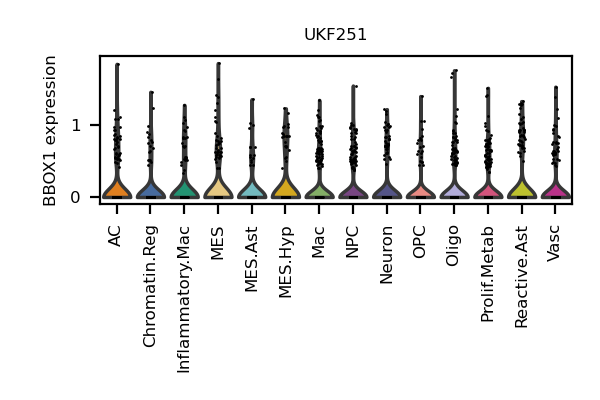 UKF251
BBOX1 expression
1
0
AC
Chromatin.Reg
Inflammatory.Mac
MES
MES.Ast
MES.Hyp
Mac
NPC
Neuron
OPC
Oligo
Prolif.Metab
Reactive.Ast
Vasc